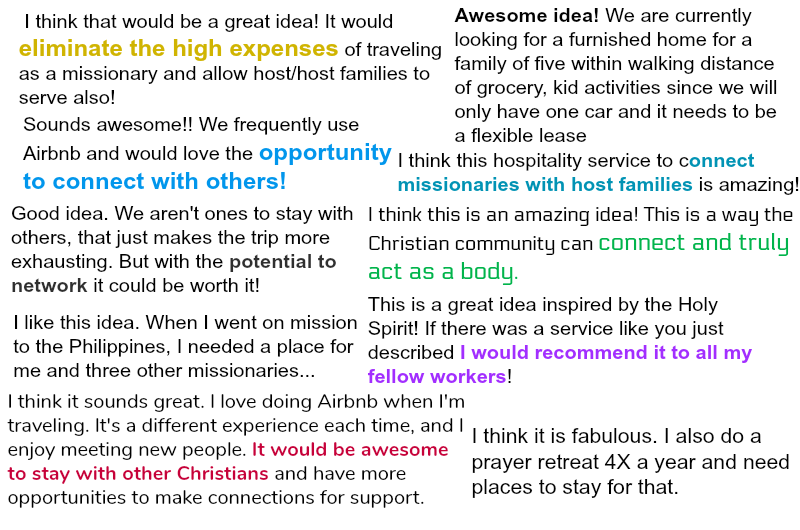 I think that would be a great idea! It would
eliminate the high expenses of traveling
as a missionary and allow host/host families to
serve also!
Awesome idea! We are currently
looking for a furnished home for a
family of five within walking distance
of grocery, kid activities since we will
only have one car and it needs to be
a flexible lease
Sounds awesome!! We frequently use
Airbnb and would love the opportunity
to connect with others!
I think this hospitality service to connect
missionaries with host families is amazing!
Good idea. We aren't ones to stay with
others, that just makes the trip more
exhausting. But with the potential to
network it could be worth it!
I think this is an amazing idea! This is a way the
Christian community can connect and truly
act as a body.
I like this idea. When I went on mission
to the Philippines, I needed a place for
me and three other missionaries...
This is a great idea inspired by the Holy
Spirit! If there was a service like you just
described I would recommend it to all my
fellow workers!
I think it sounds great. I love doing Airbnb when I'm
traveling. It's a different experience each time, and I
enjoy meeting new people. It would be awesome
to stay with other Christians and have more
opportunities to make connections for support.
I think it is fabulous. I also do a
prayer retreat 4X a year and need
places to stay for that.